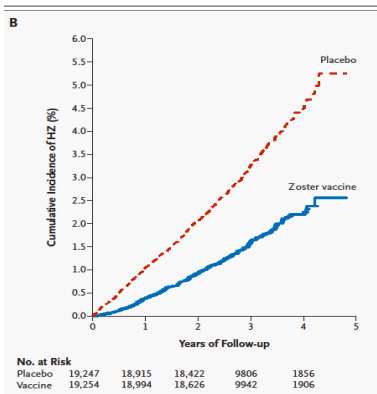 B
6.0
5.5
Placebo
5.0
4.5
4.0
3.5
3.0
Zoster vaccine
2.5
2.0
1.5
1.0
0.5
0.0
Cumulative Incidence of HZ (%)
0 1 2 3 4 5
Years of Follow-up
No. at Risk
Placebo 19,247 18,915 18,422 9806 1856
Vaccine 19,254 18,994 18,626 9942 1906